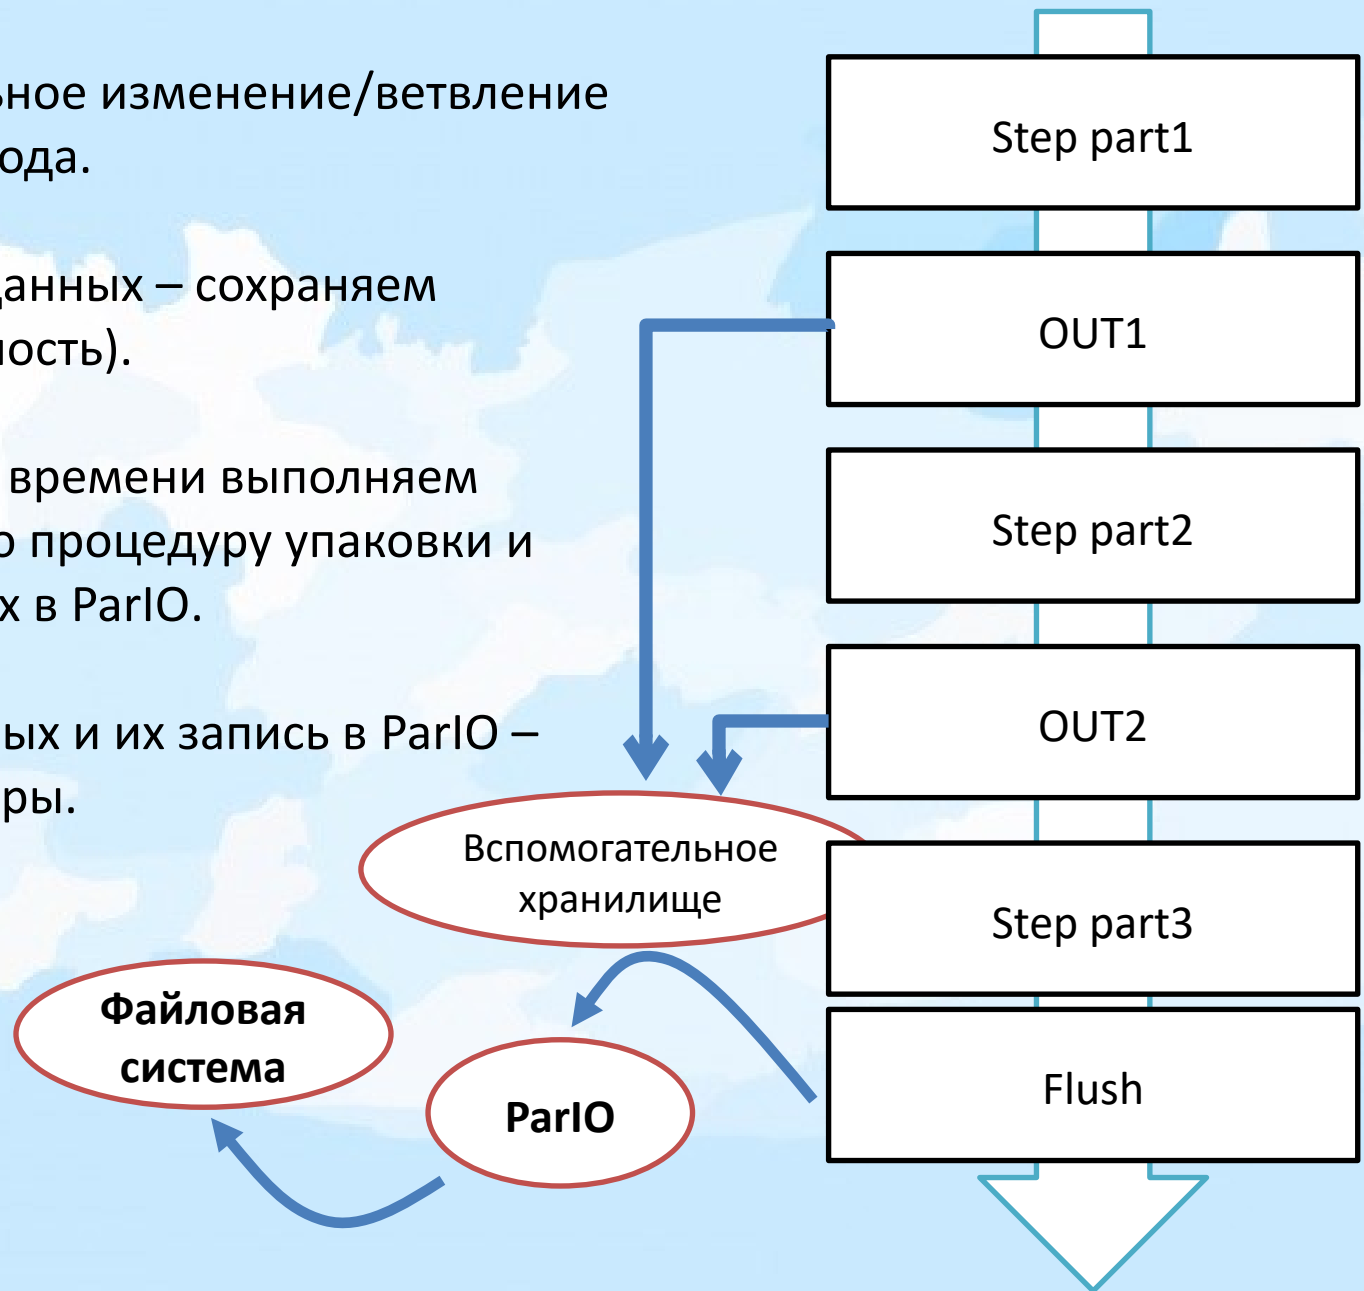 ьное изменение/ветвление
ода.
данных – сохраняем
ность).
времени выполняем
процедуру упаковки и
х в ParIO.
ых и их запись в ParIO –
ры.
Step part1
OUT1
Step part2
OUT2
Step part3
Flush
Вспомогательное
хранилище
Файловая
система
ParIO